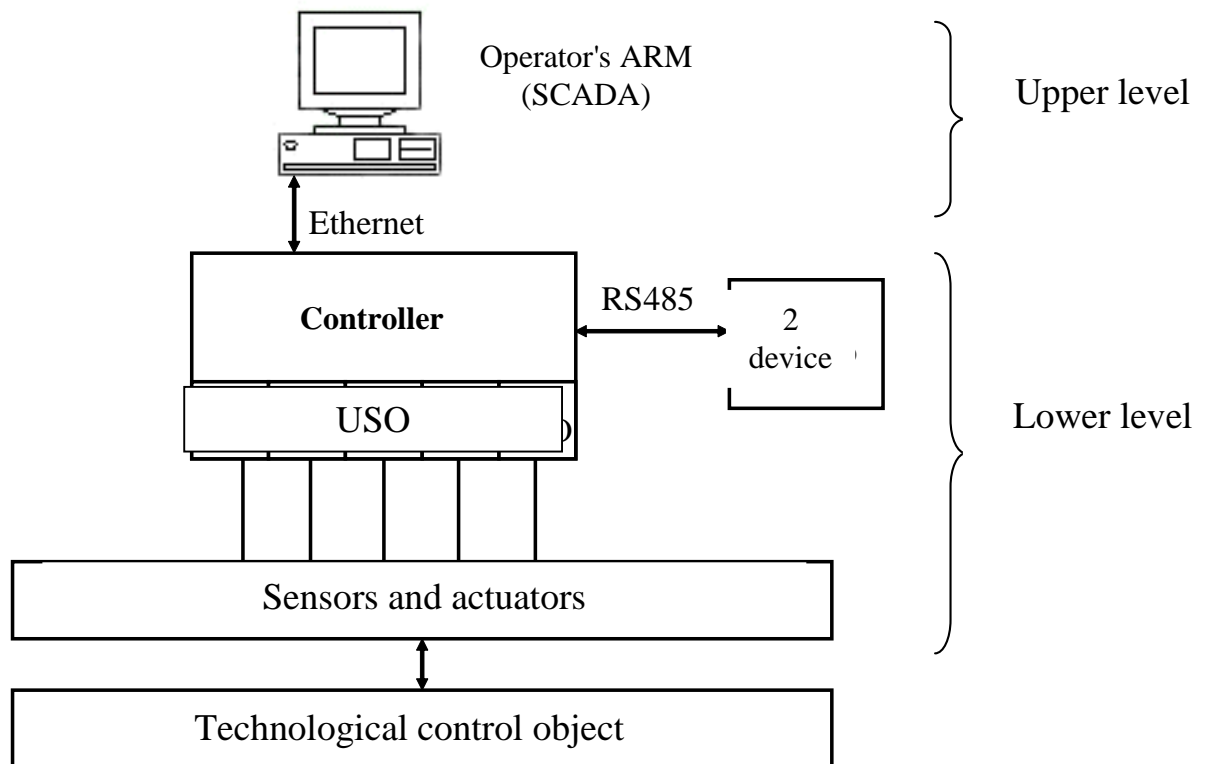 Operator's ARM
(SCADA)
Upper level
Ethernet
Controller
RS485
2
device
USO
Lower level
Sensors and actuators
Technological control object